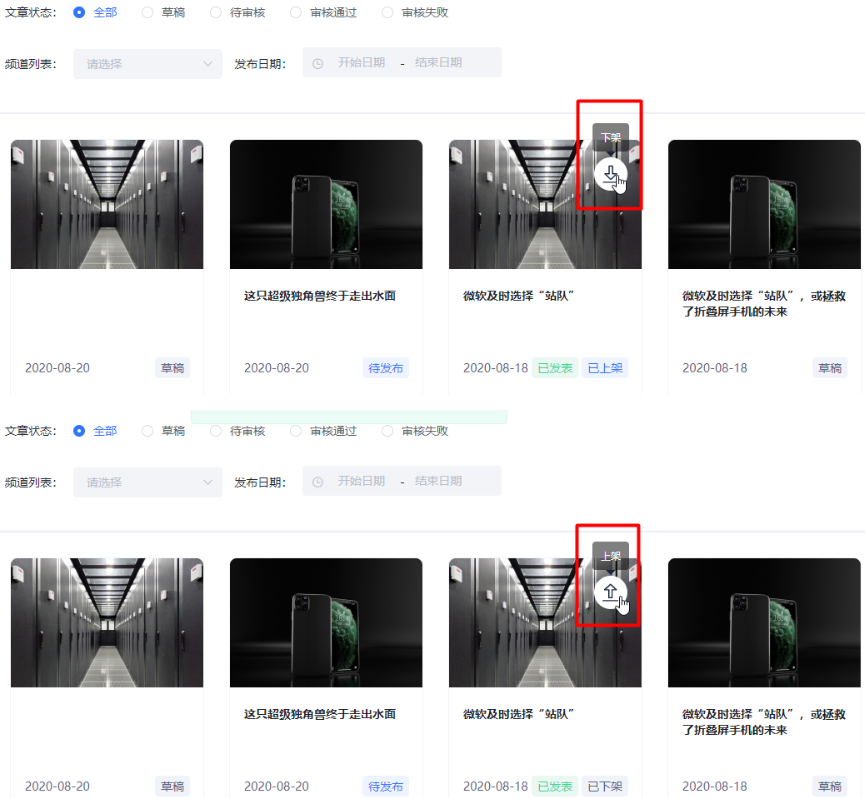 文章状态： 全部 草稿 待审核 审核通过 审核失败
频道列表： 请选择 发布日期： 开始日期 - 结束日期
下架
这只超级独角兽终于走出水面
微软及时选择“站队”
微软及时选择“站队”，或拯救
了折叠屏手机的未来
2020-08-20 草稿
2020-08-20 待发布
2020-08-18 已发表 已上架
2020-08-18 草稿
文章状态： 全部 草稿 待审核 审核通过 审核失败
频道列表： 请选择 发布日期： 开始日期 - 结束日期
上架
这只超级独角兽终于走出水面
微软及时选择“站队”
微软及时选择“站队”，或拯救
了折叠屏手机的未来
2020-08-20 草稿
2020-08-20 待发布
2020-08-18 已发表 已下架
2020-08-18 草稿